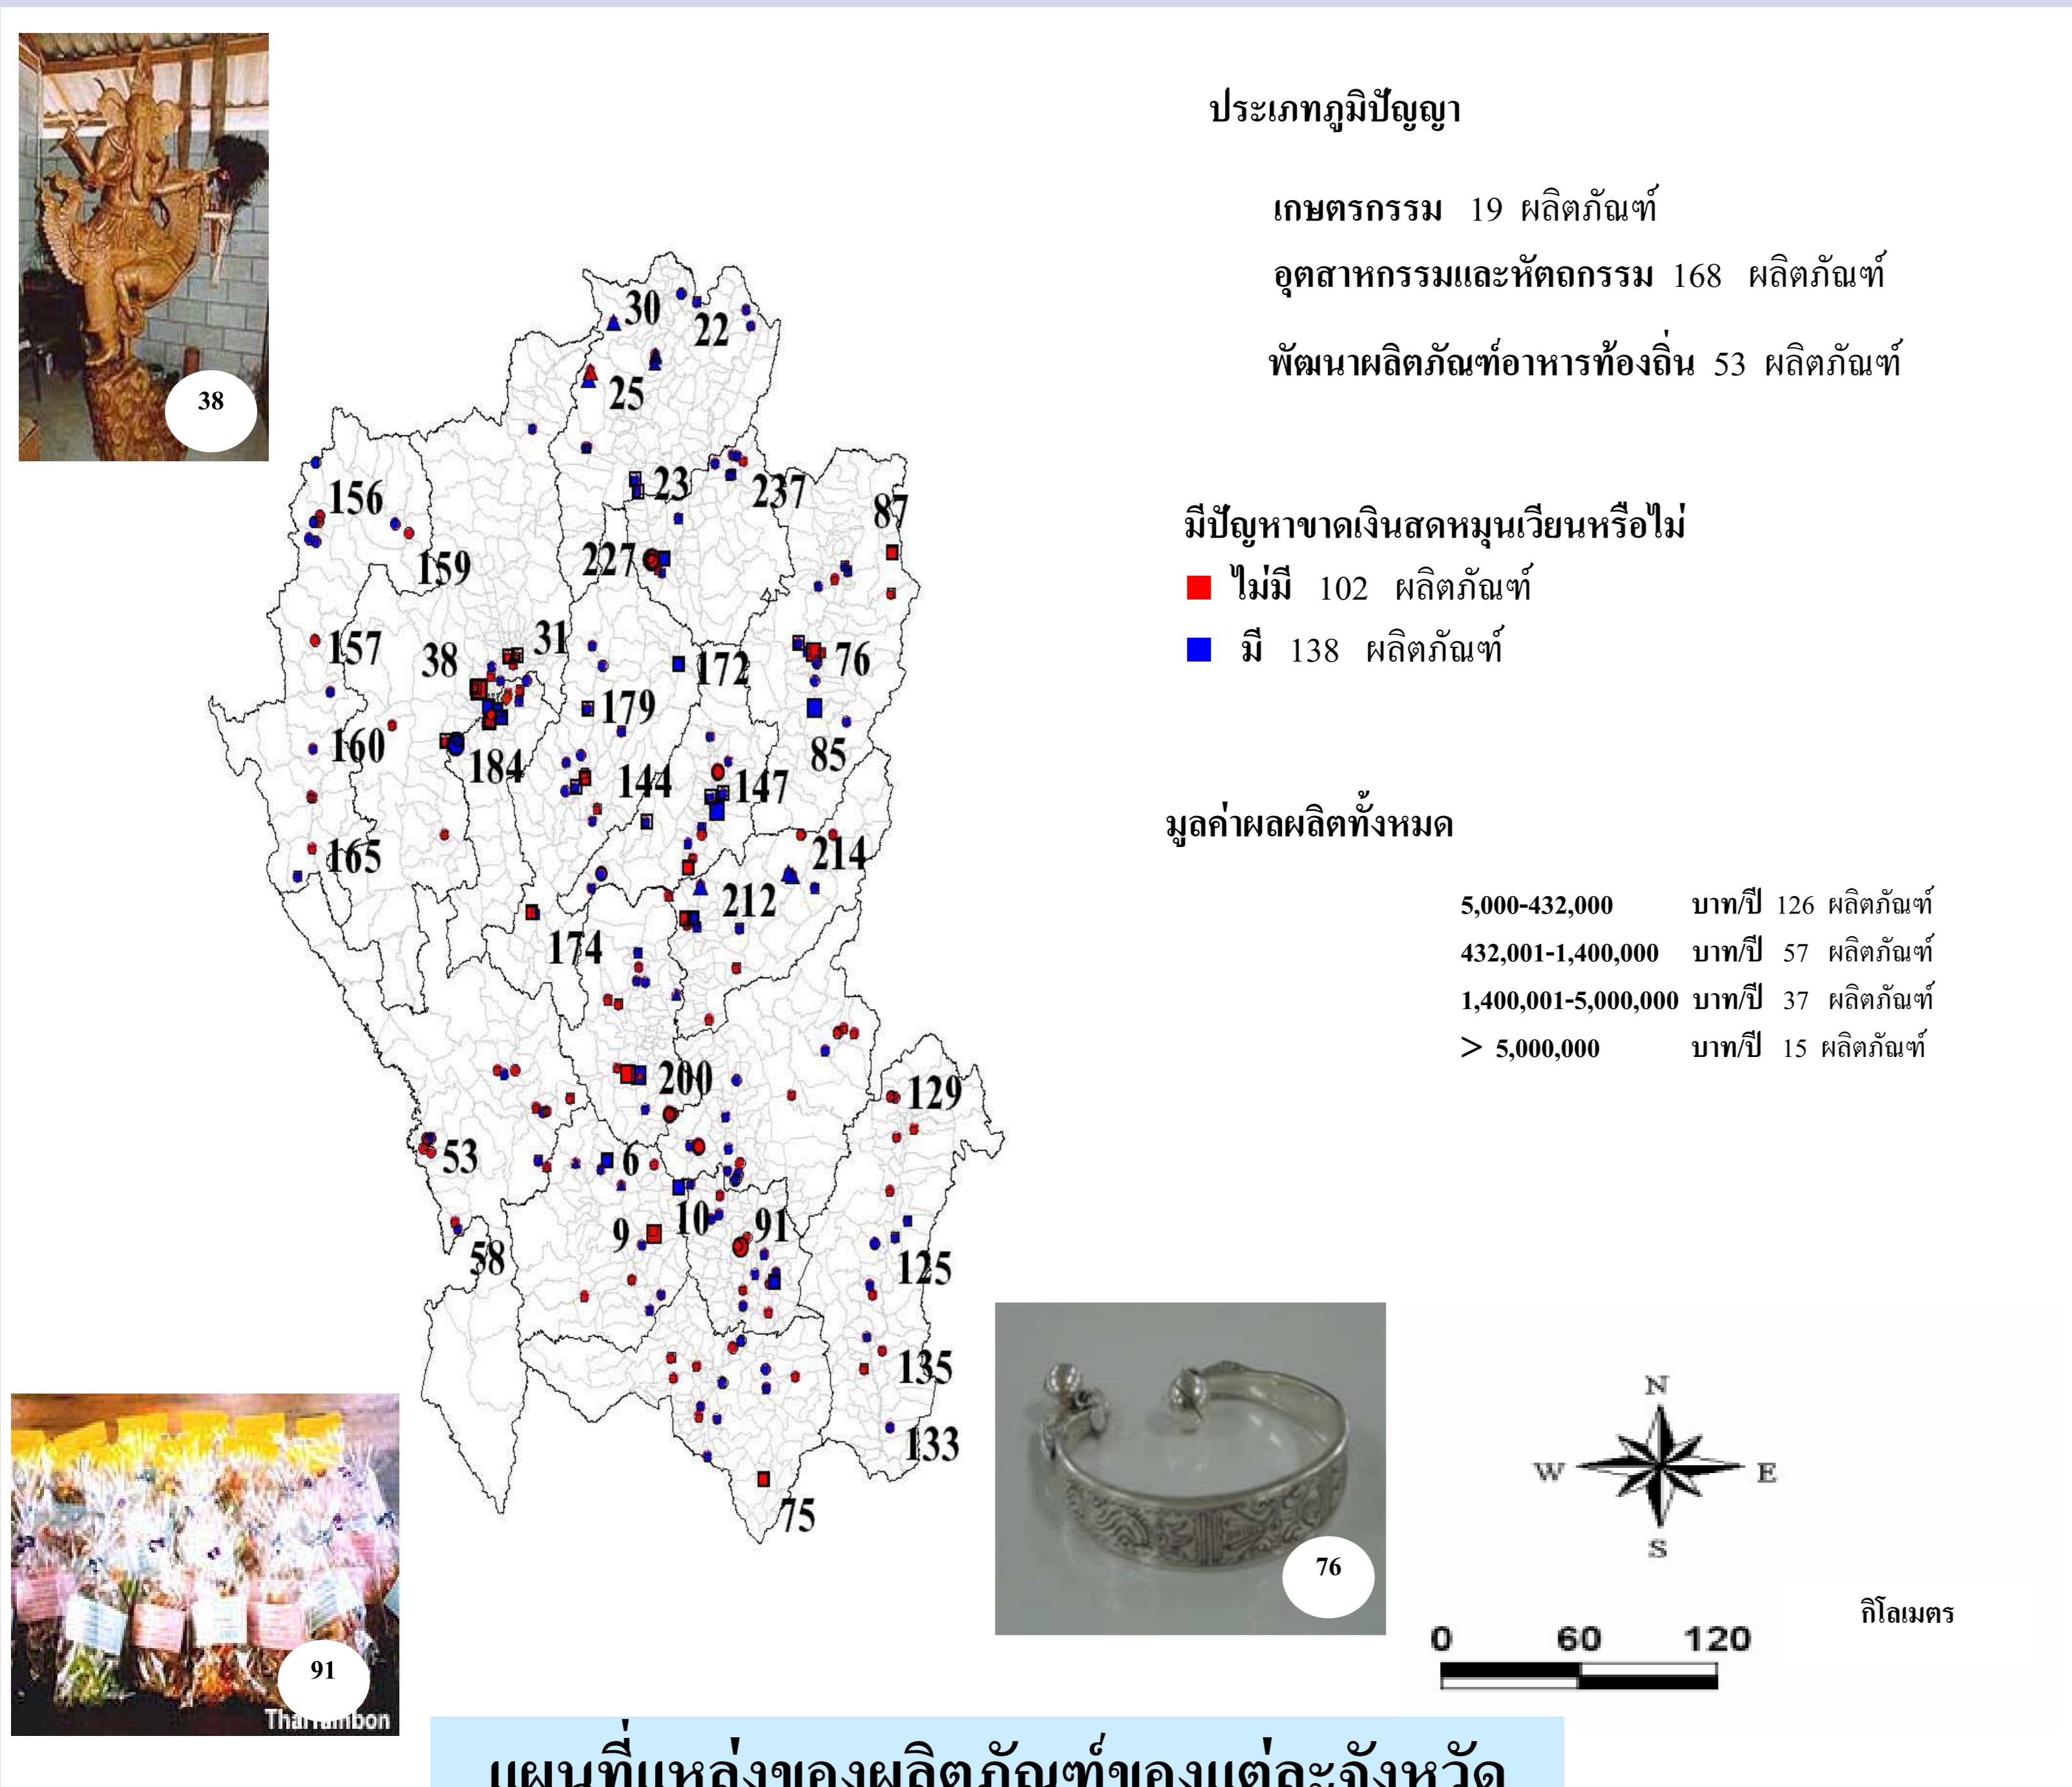 ประเภทภูมิปัญญา
เกษตรกรรม 19 ผลิตภัณฑ์
อุตสาหกรรมและหัตถกรรม 168 ผลิตภัณฑ์
พัฒนาผลิตภัณฑ์อาหารท้องถิ่น 53 ผลิตภัณฑ์
มีปัญหาขาดเงินสดหมุนเวียนหรือไม่
ไม่มี 102 ผลิตภัณฑ์
มี 138 ผลิตภัณฑ์
มูลค่าผลผลิตทั้งหมด
5,000-432,000 บาท/ปี 126 ผลิตภัณฑ์
432,001-1,400,000 บาท/ปี 57 ผลิตภัณฑ์
1,400,001-5,000,000 บาท/ปี 37 ผลิตภัณฑ์
> 5,000,000 บาท/ปี 15 ผลิตภัณฑ์
38
30
22
25
23
237
87
156
159
227
157
38
31
172
76
179
160
184
144
147
85
165
214
212
174
200
129
53
6
9
10
91
58
125
135
133
75
76
91
ThaiTambon
N
W
E
S
กิโลเมตร
0 60 120
แผนที่แหล่งของผลิตภัณฑ์ของแต่ละจังหวัด